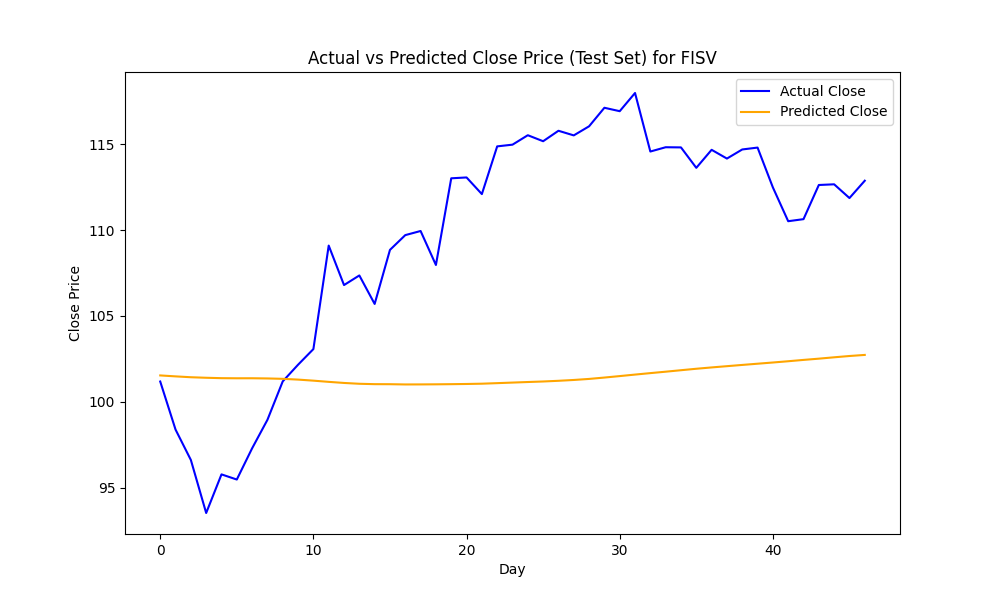 Actual vs Predicted Close Price (Test Set) for FISV
Actual Close
Predicted Close
Close Price
115
110
105
100
95
0 10 20 30 40
Day